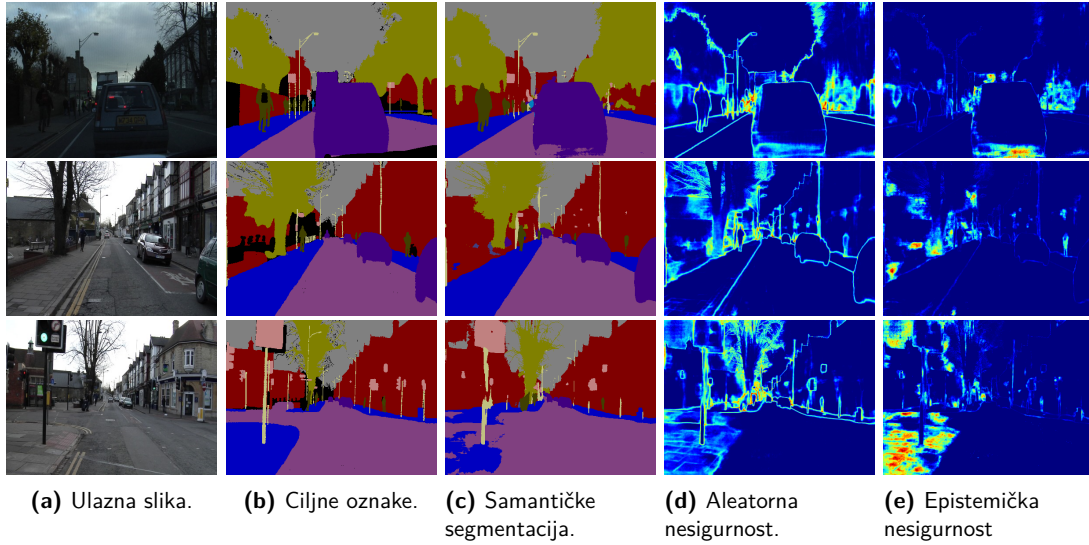 (a) Ulazna slika.
(b) Ciljne oznake.
(c) Samantičke
segmentacija.
(d) Aleatorna
nesigurnost.
(e) Epistemička
nesigurnost